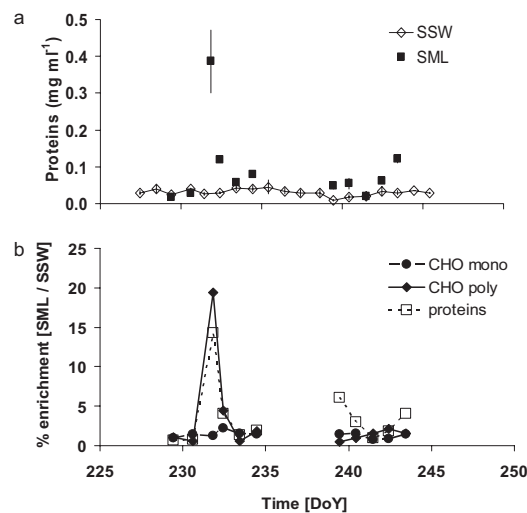 a
Proteins (mg ml⁻¹)
0.5
0.4
0.3
0.2
0.1
0.0
SSW
SML
b
% enrichment [SML / SSW]
25
20
15
10
5
0
CHO mono
CHO poly
proteins
225 230 235 240 245 250
Time [DoY]